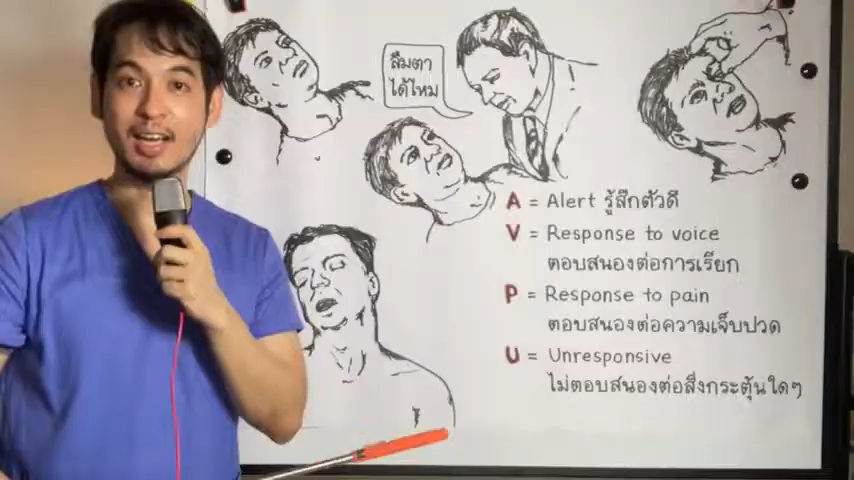 ลืมตา
ได้ไหม
A = Alert รู้สึกตัวดี
V = Response to voice
ตอบสนองต่อการเรียก
P = Response to pain
ตอบสนองต่อความเจ็บปวด
U = Unresponsive
ไม่ตอบสนองต่อสิ่งกระตุ้นใดๆ